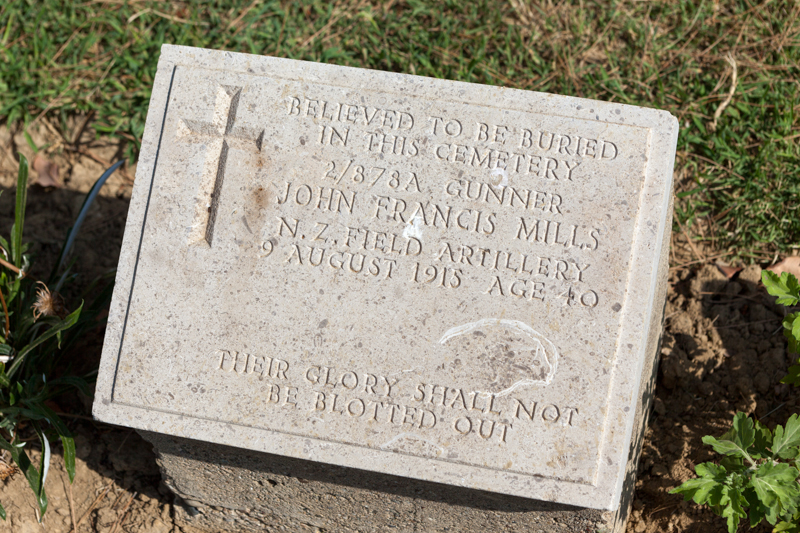 BELIEVED TO BE BURIED
IN THIS CEMETERY
2/878A GUNNER
JOHN FRANCIS MILLS
N.Z. FIELD ARTILLERY
9 AUGUST 1915 AGE 40
THEIR GLORY SHALL NOT
BE BLOTTED OUT